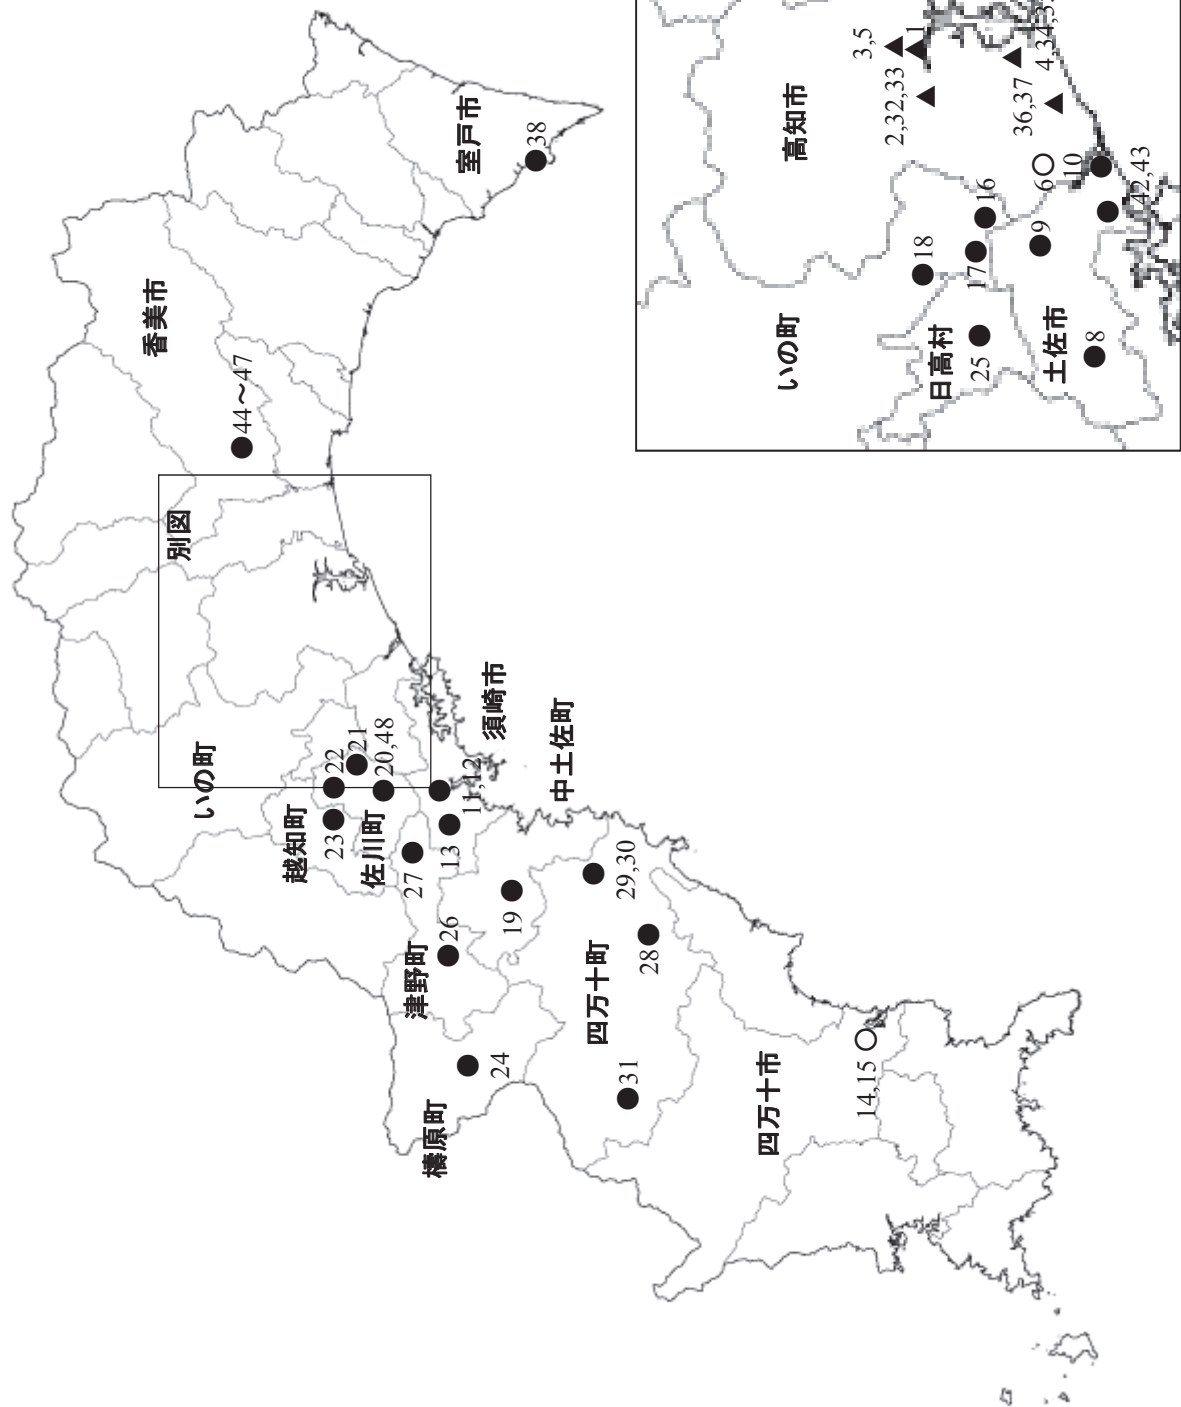 室戸市
38
香美市
44～47
別図
いの町
22
21
20,48
越知町
23
佐川町
27
11,12
13
須崎市
中土佐町
19
29,30
28
26
津野町
24
梼原町
四万十町
31
四万十市
14,15
3,5
1
2,32,33
高知市
36,37
6
10
42,43
16
9
18
17
いの町
日高村
25
土佐市
8